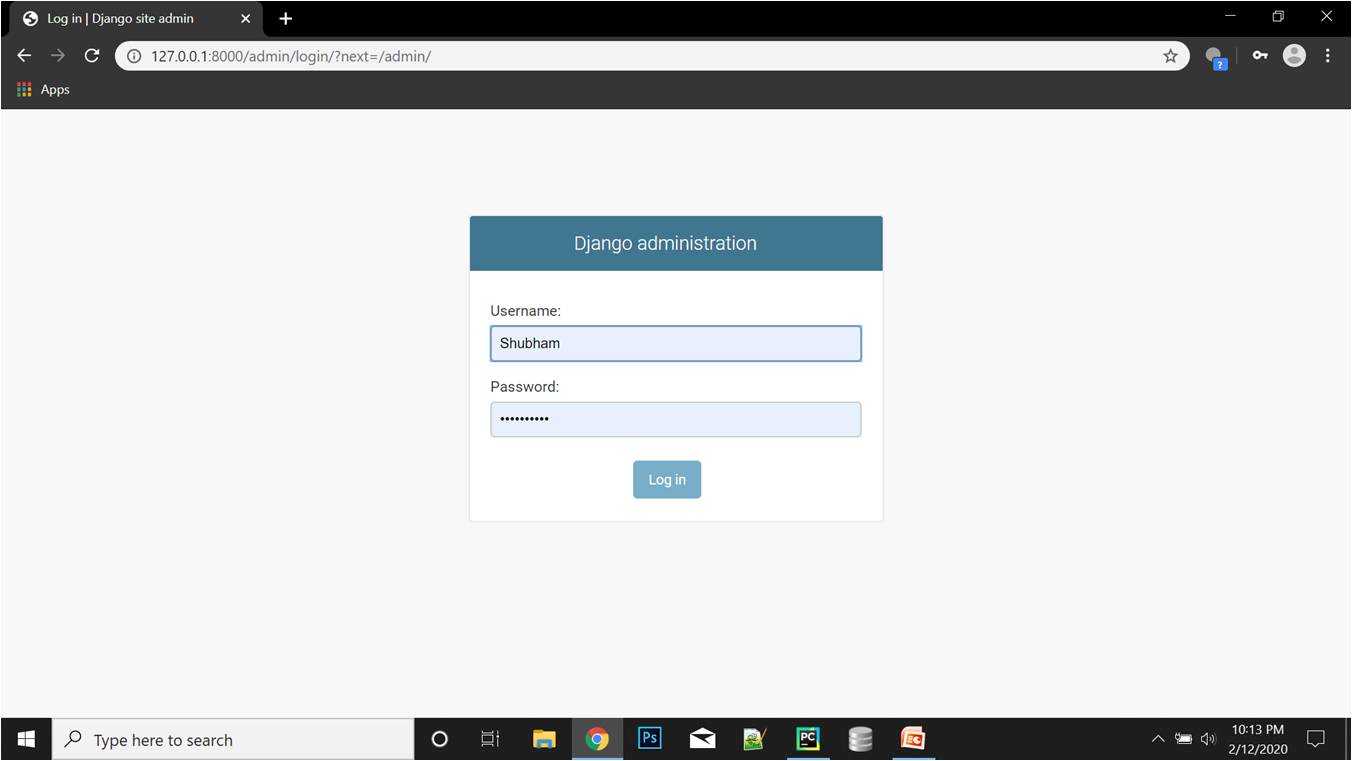 Log in | Django site admin
127.0.0.1:8000/admin/login/?next=/admin/
?
Apps
Django administration
Username:
Shubham
Password:
••••••••••
Log in
Type here to search
Ps
PC
10:13 PM
2/12/2020